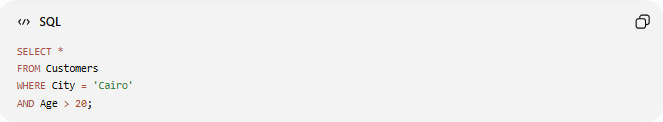 SQL
SELECT *
FROM Customers
WHERE City = 'Cairo'
AND Age > 20;